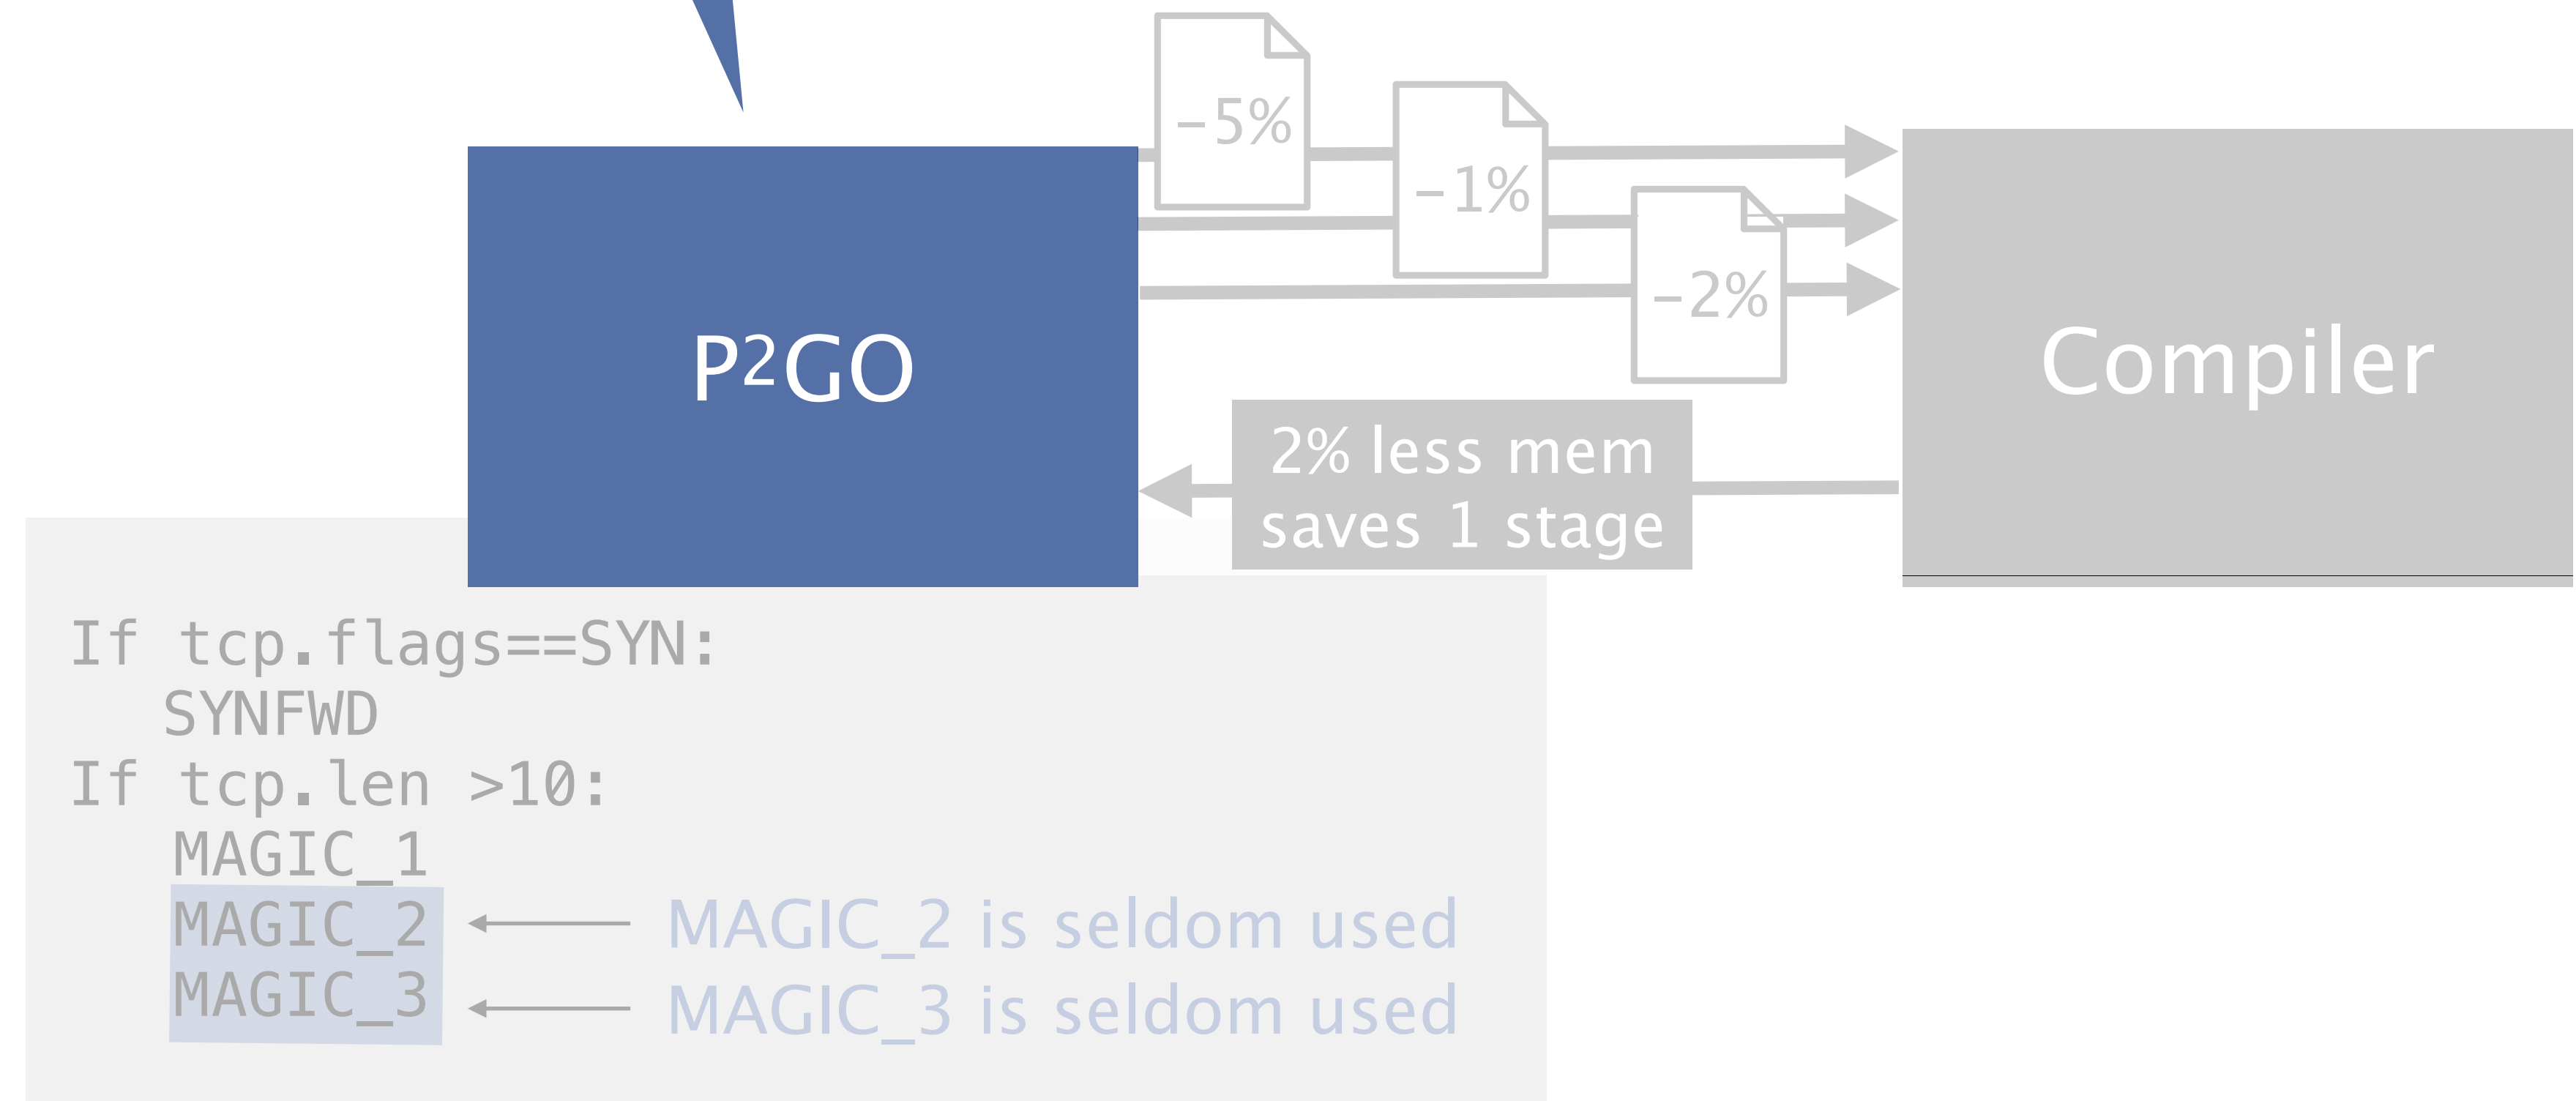 -5%
-1%
-2%
P²GO
Compiler
2% less mem
saves 1 stage
If tcp.flags==SYN:
SYNFWD
If tcp.len >10:
MAGIC_1
MAGIC_2
MAGIC_2 is seldom used
MAGIC_3
MAGIC_3 is seldom used